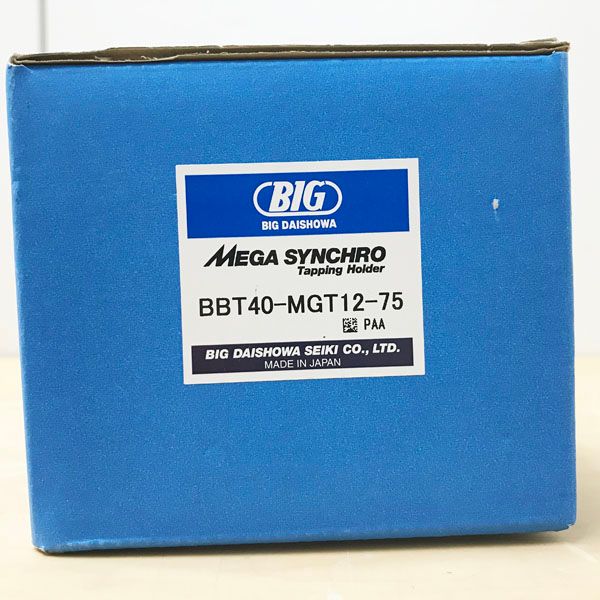 BIG
BIG DAISHOWA
MEGA SYNCHRO
Tapping Holder
BBT40-MGT12-75
PAA
BIG DAISHOWA SEIKI CO., LTD.
MADE IN JAPAN